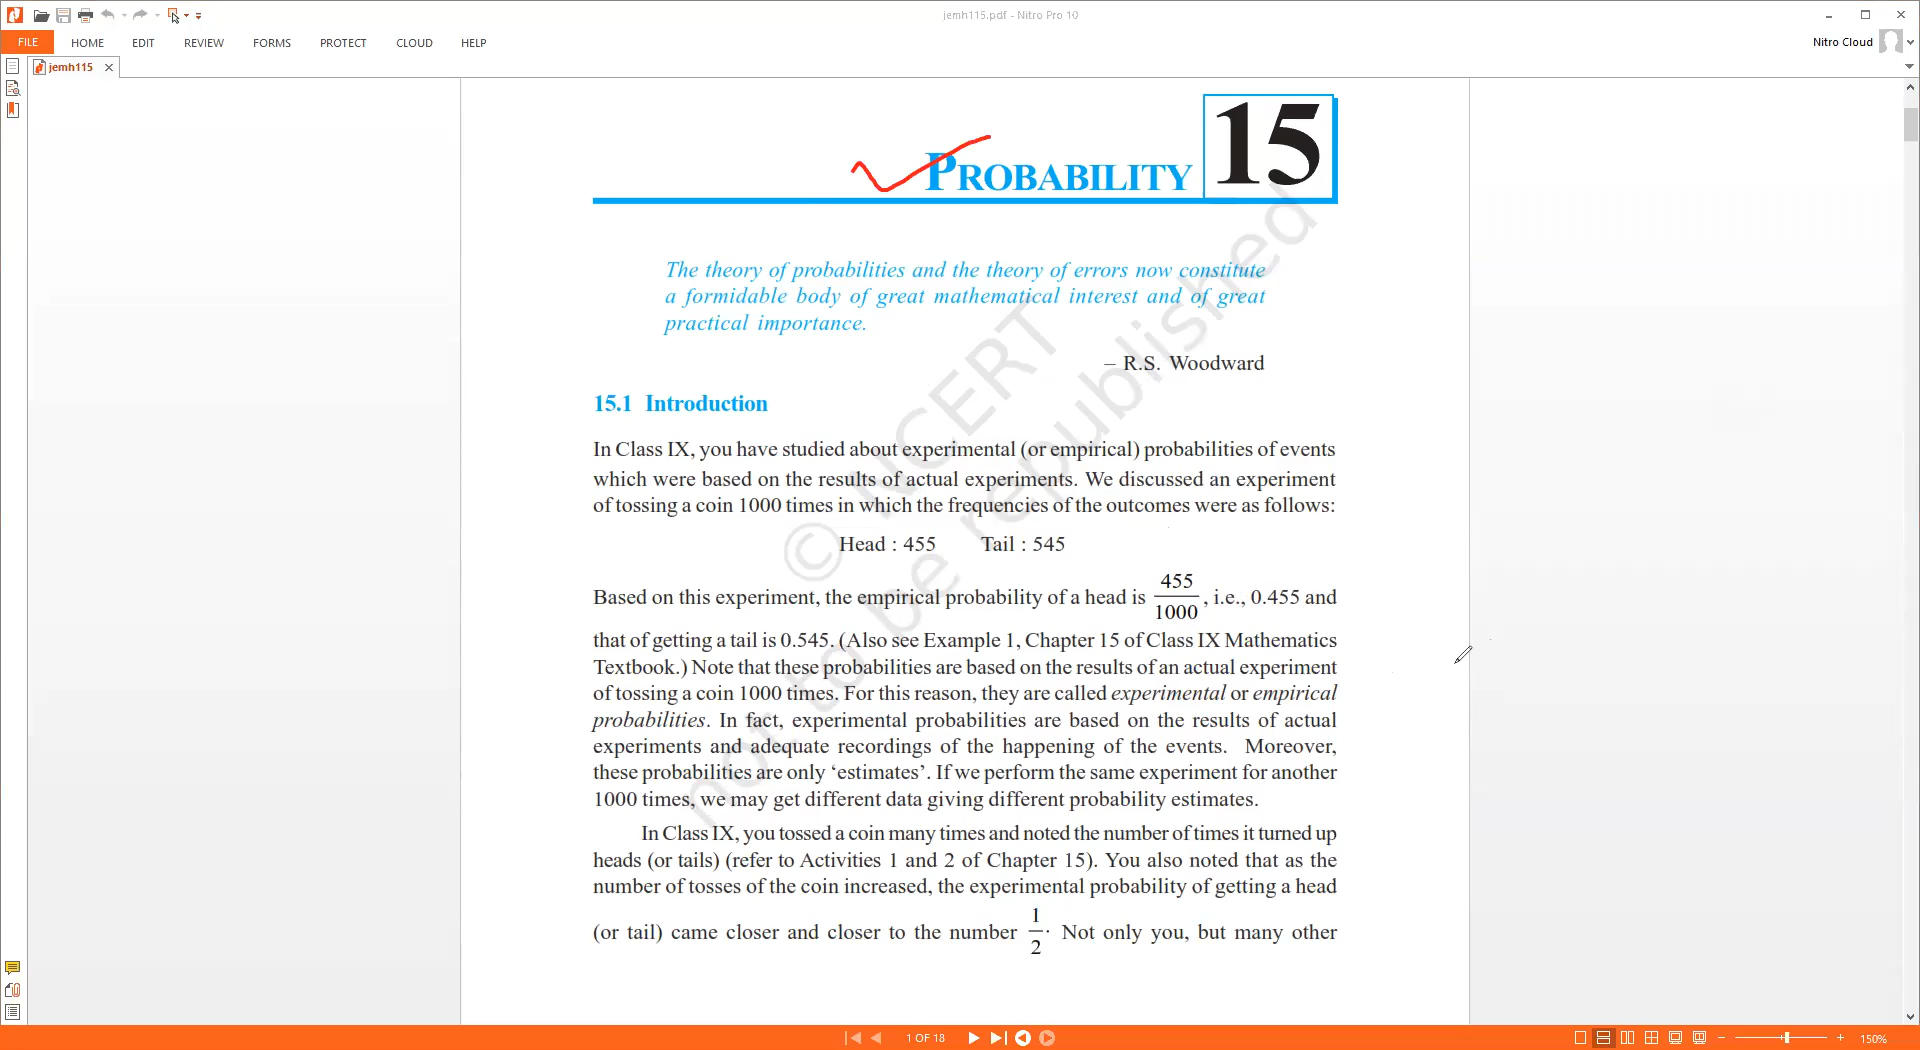 jemh115.pdf - Nitro Pro 10
FILE HOME EDIT REVIEW FORMS PROTECT CLOUD HELP
Nitro Cloud
jemh115
PROBABILITY 15
The theory of probabilities and the theory of errors now constitute
a formidable body of great mathematical interest and of great
practical importance.
– R.S. Woodward
15.1 Introduction
In Class IX, you have studied about experimental (or empirical) probabilities of events
which were based on the results of actual experiments. We discussed an experiment
of tossing a coin 1000 times in which the frequencies of the outcomes were as follows:
Head : 455 Tail : 545
Based on this experiment, the empirical probability of a head is 455/1000, i.e., 0.455 and
that of getting a tail is 0.545. (Also see Example 1, Chapter 15 of Class IX Mathematics
Textbook.) Note that these probabilities are based on the results of an actual experiment
of tossing a coin 1000 times. For this reason, they are called experimental or empirical
probabilities. In fact, experimental probabilities are based on the results of actual
experiments and adequate recordings of the happening of the events. Moreover,
these probabilities are only ‘estimates’. If we perform the same experiment for another
1000 times, we may get different data giving different probability estimates.
In Class IX, you tossed a coin many times and noted the number of times it turned up
heads (or tails) (refer to Activities 1 and 2 of Chapter 15). You also noted that as the
number of tosses of the coin increased, the experimental probability of getting a head
(or tail) came closer and closer to the number 1/2. Not only you, but many other
© NCERT
not to be republished
1 OF 18
150%